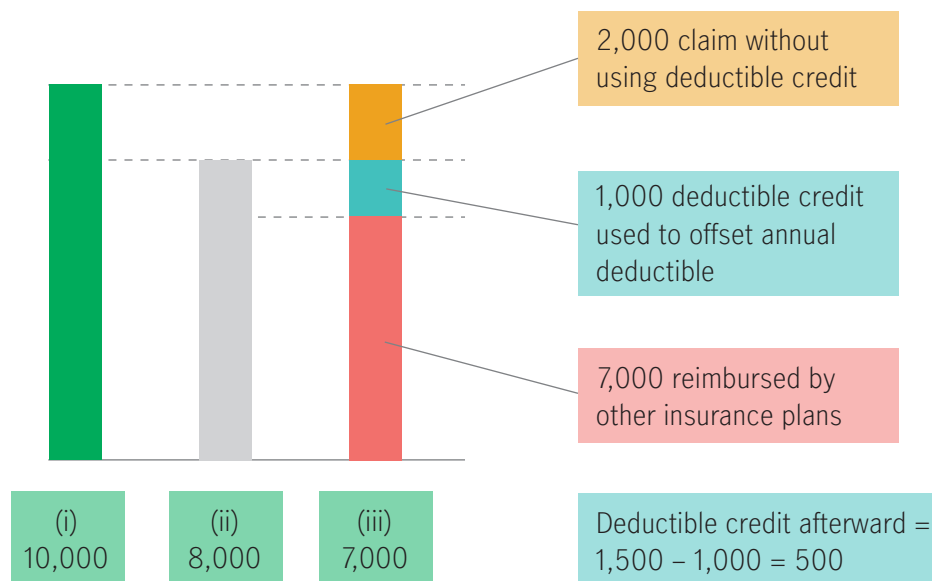 2,000 claim without
using deductible credit
1,000 deductible credit
used to offset annual
deductible
7,000 reimbursed by
other insurance plans
(i)
10,000
(ii)
8,000
(iii)
7,000
Deductible credit afterward =
1,500 – 1,000 = 500